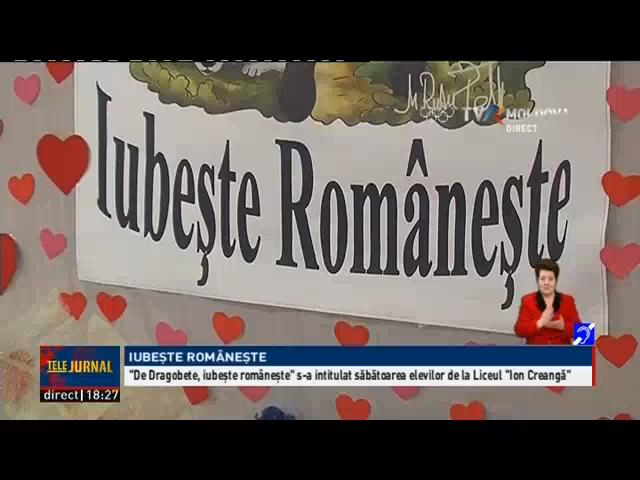 TVR MOLDOVA
DIRECT
Iubește Românește
IUBEȘTE ROMÂNEȘTE
TELE JURNAL
"De Dragobete, iubește românește" s-a intitulat sărbătoarea elevilor de la Liceul "Ion Creangă"
direct 18:27